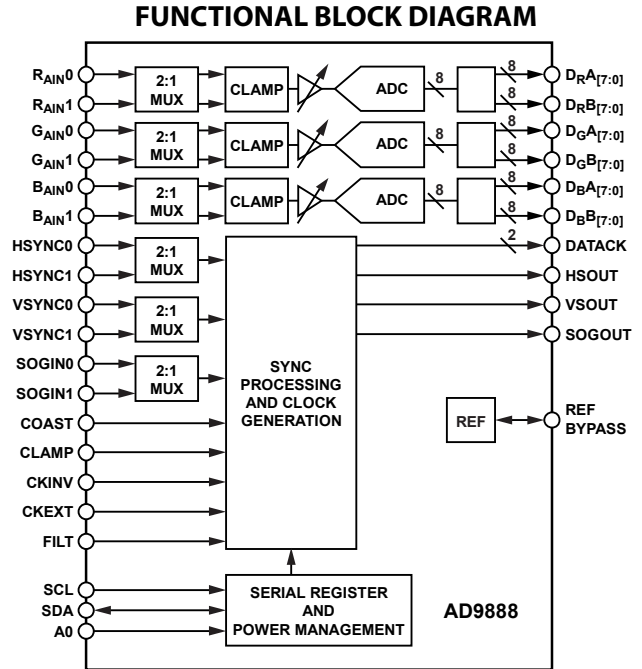 FUNCTIONAL BLOCK DIAGRAM
RAIN0
2:1
MUX
CLAMP
ADC
8
8
DRA[7:0]
RAIN1
8
DRB[7:0]
GAIN0
2:1
MUX
CLAMP
ADC
8
8
DGA[7:0]
GAIN1
8
DGB[7:0]
BAIN0
2:1
MUX
CLAMP
ADC
8
8
DBA[7:0]
BAIN1
8
DBB[7:0]
HSYNC0
2:1
MUX
HSYNC1
VSYNC0
2:1
MUX
VSYNC1
SOGIN0
2:1
MUX
SOGIN1
COAST
CLAMP
CKINV
CKEXT
FILT
SYNC
PROCESSING
AND CLOCK
GENERATION
2
DATACK
HSOUT
VSOUT
SOGOUT
REF
REF
BYPASS
SCL
SDA
A0
SERIAL REGISTER
AND
POWER MANAGEMENT
AD9888